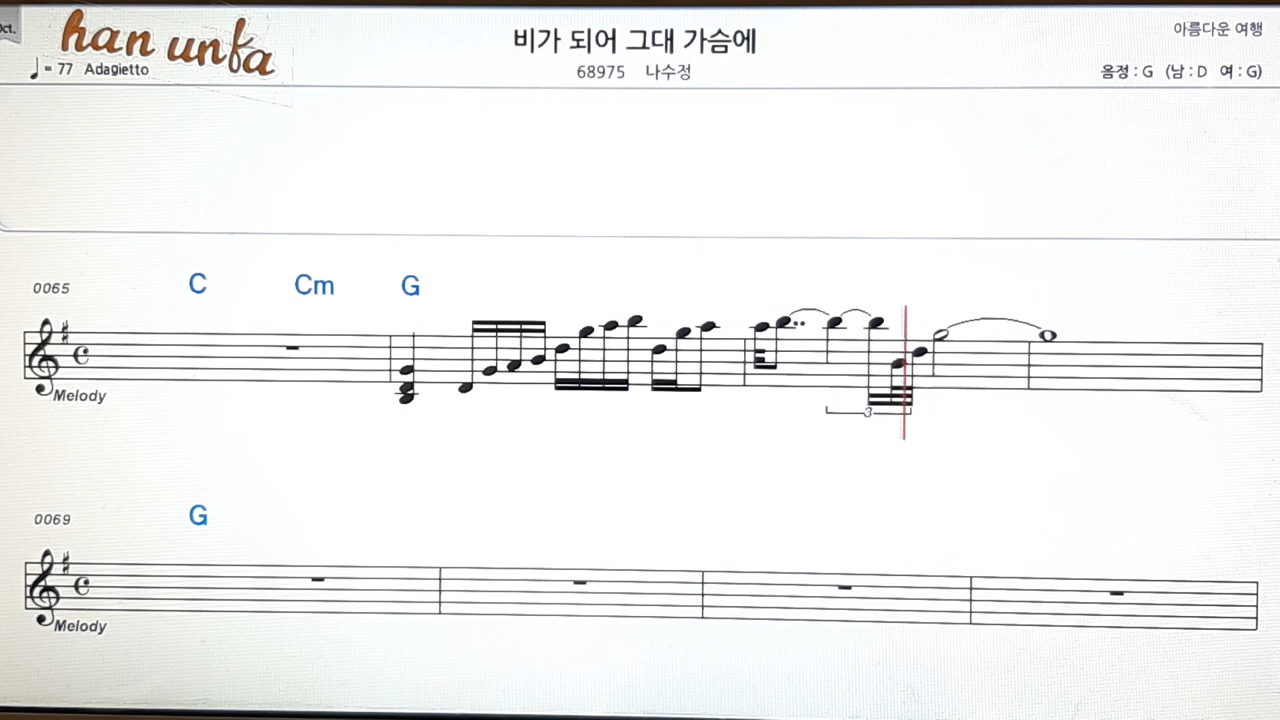 Oct.
han unfa
♩ = 77 Adagietto
비가 되어 그대 가슴에
68975 나수정
아름다운 여행
음정 : G (남 : D 여 : G)
0065
C Cm G
Melody
3
0069
G
Melody